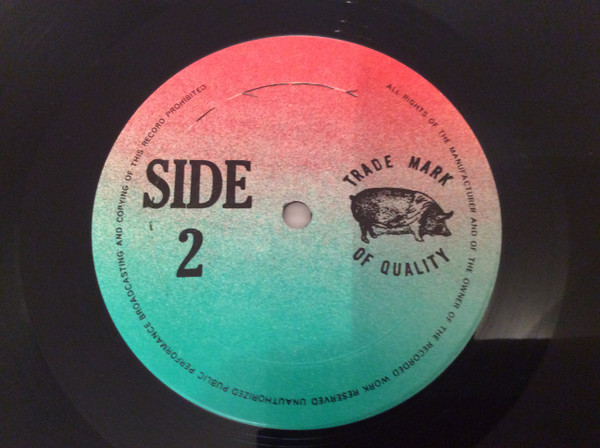 SIDE
2
TRADE MARK
OF QUALITY
ALL RIGHTS OF THE MANUFACTURER AND OF THE OWNER OF THE RECORDED WORK RESERVED UNAUTHORIZED PUBLIC PERFORMANCE BROADCASTING AND COPYING OF THIS RECORD PROHIBITED